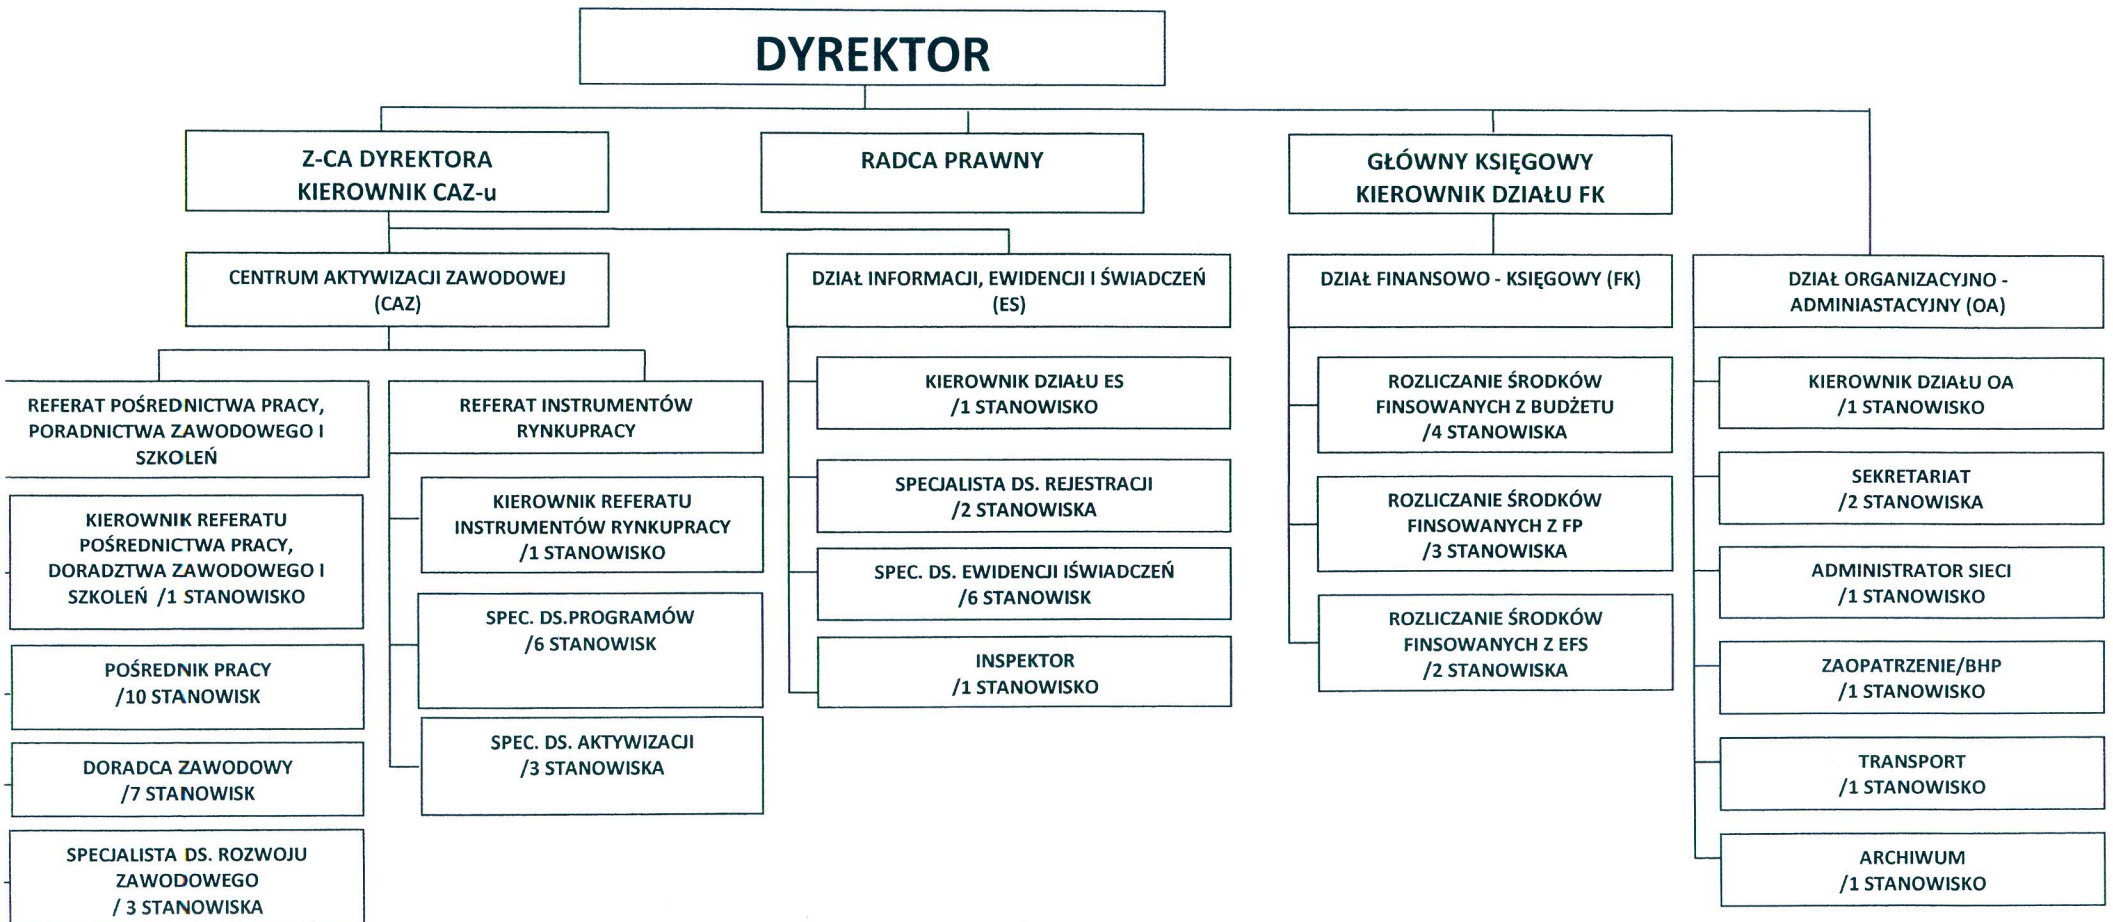 DYREKTOR
Z-CA DYREKTORA
KIEROWNIK CAZ-u
RADCA PRAWNY
GŁÓWNY KSIĘGOWY
KIEROWNIK DZIAŁU FK
CENTRUM AKTYWIZACJI ZAWODOWEJ
(CAZ)
DZIAŁ INFORMACJI, EWIDENCJI I ŚWIADCZEŃ
(ES)
DZIAŁ FINANSOWO - KSIĘGOWY (FK)
DZIAŁ ORGANIZACYJNO -
ADMINIASTACYJNY (OA)
REFERAT POŚREDNICTWA PRACY,
PORADNICTWA ZAWODOWEGO I
SZKOLEŃ
KIEROWNIK REFERATU
POŚREDNICTWA PRACY,
DORADZTWA ZAWODOWEGO I
SZKOLEŃ /1 STANOWISKO
POŚREDNIK PRACY
/10 STANOWISK
DORADCA ZAWODOWY
/7 STANOWISK
SPECJALISTA DS. ROZWOJU
ZAWODOWEGO
/ 3 STANOWISKA
REFERAT INSTRUMENTÓW
RYNKUPRACY
KIEROWNIK REFERATU
INSTRUMENTÓW RYNKUPRACY
/1 STANOWISKO
SPEC. DS.PROGRAMÓW
/6 STANOWISK
SPEC. DS. AKTYWIZACJI
/3 STANOWISKA
KIEROWNIK DZIAŁU ES
/1 STANOWISKO
SPECJALISTA DS. REJESTRACJI
/2 STANOWISKA
SPEC. DS. EWIDENCJI IŚWIADCZEŃ
/6 STANOWISK
INSPEKTOR
/1 STANOWISKO
ROZLICZANIE ŚRODKÓW
FINSOWANYCH Z BUDŻETU
/4 STANOWISKA
ROZLICZANIE ŚRODKÓW
FINSOWANYCH Z FP
/3 STANOWISKA
ROZLICZANIE ŚRODKÓW
FINSOWANYCH Z EFS
/2 STANOWISKA
KIEROWNIK DZIAŁU OA
/1 STANOWISKO
SEKRETARIAT
/2 STANOWISKA
ADMINISTRATOR SIECI
/1 STANOWISKO
ZAOPATRZENIE/BHP
/1 STANOWISKO
TRANSPORT
/1 STANOWISKO
ARCHIWUM
/1 STANOWISKO